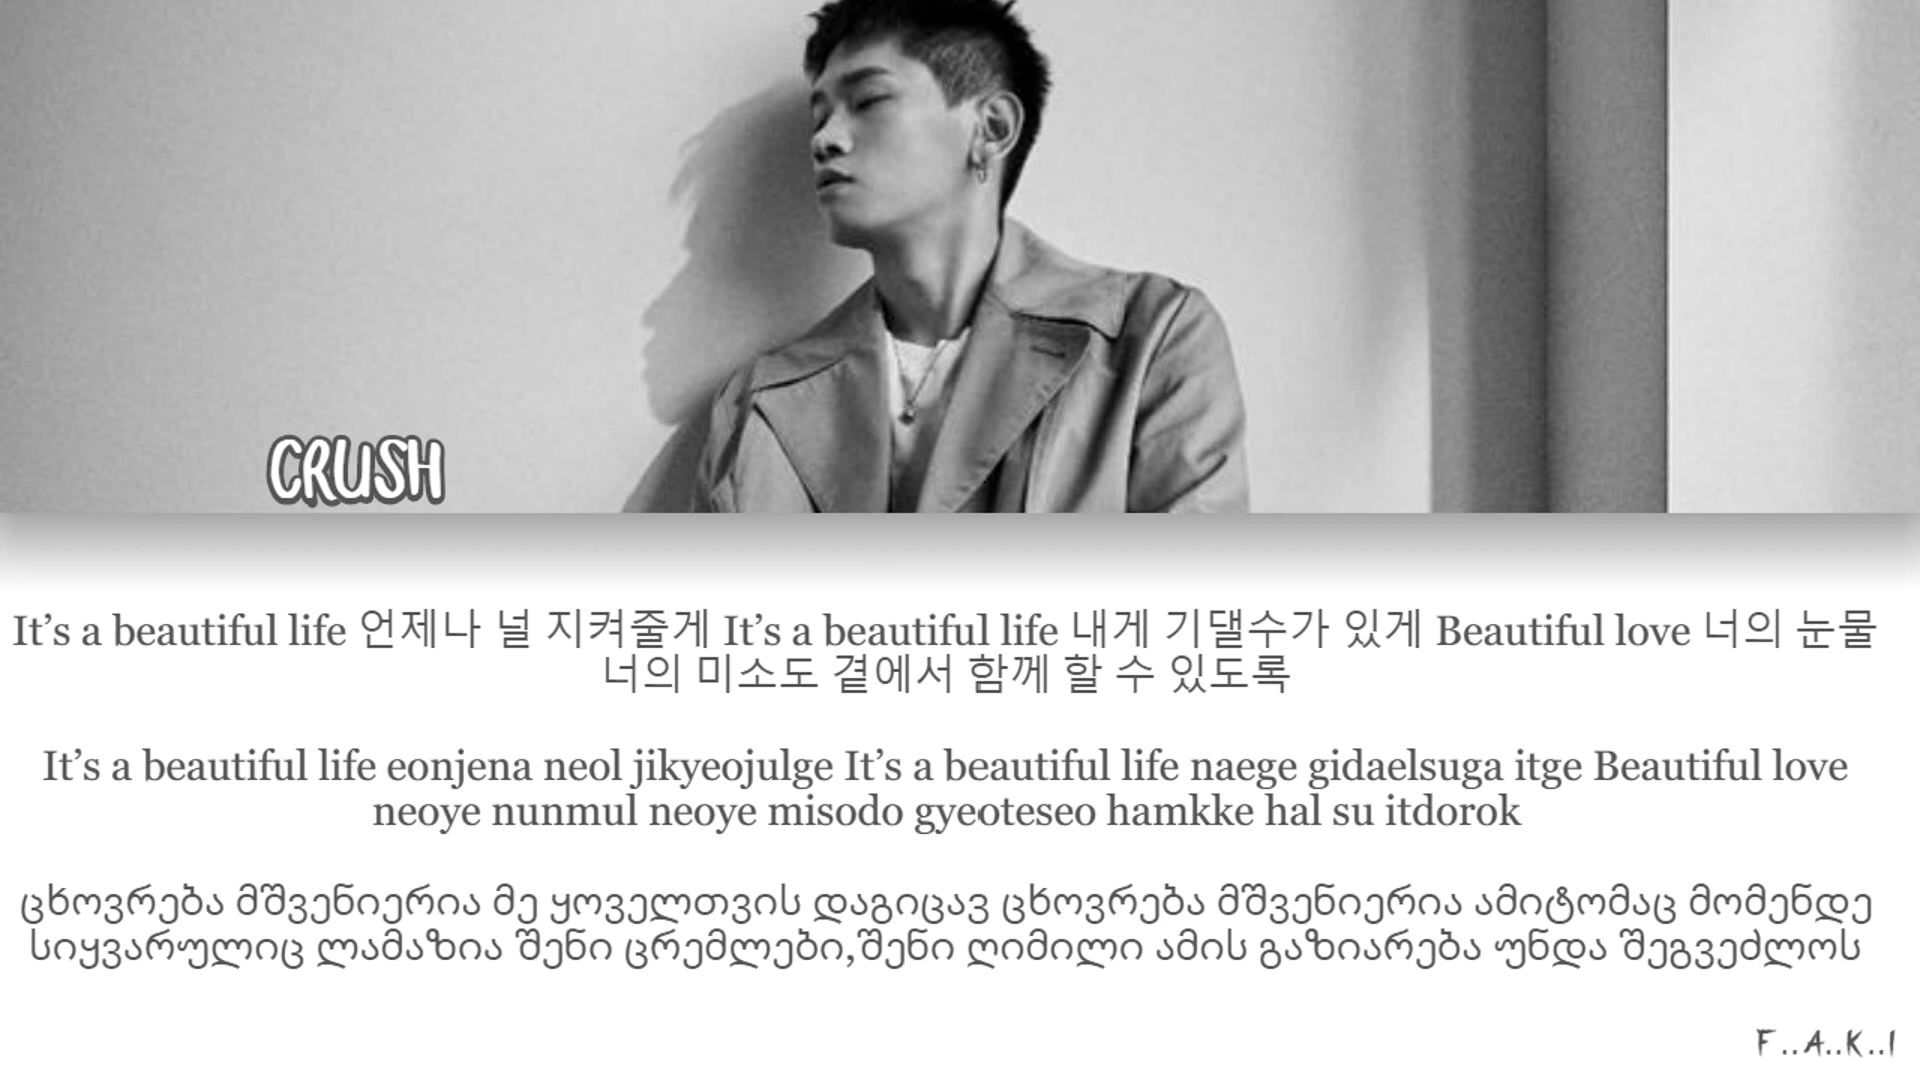 CRUSH
It’s a beautiful life 언제나 널 지켜줄게 It’s a beautiful life 내게 기댈수가 있게 Beautiful love 너의 눈물
너의 미소도 곁에서 함께 할 수 있도록
It’s a beautiful life eonjena neol jikyeojulge It’s a beautiful life naege gidaelsuga itge Beautiful love
neoye nunmul neoye misodo gyeoteseo hamkke hal su itdorok
ცხოვრება მშვენიერია მე ყოველთვის დაგიცავ ცხოვრება მშვენიერია ამიტომაც მომენდე
სიყვარულიც ლამაზია შენი ცრემლები,შენი ღიმილი ამის გაზიარება უნდა შეგვეძლოს
F..A..K..I